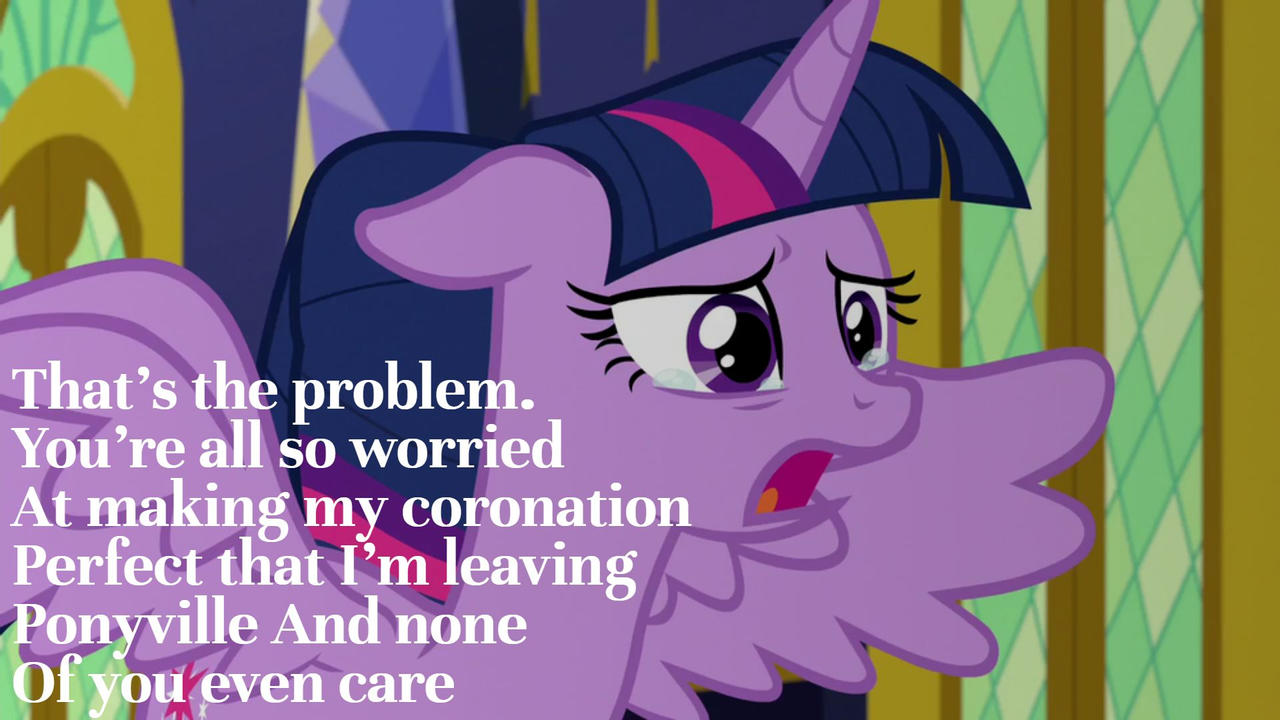 That’s the problem.
You’re all so worried
At making my coronation
Perfect that I’m leaving
Ponyville And none
Of you even care